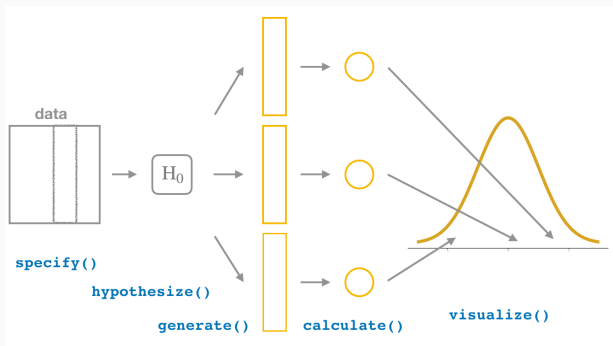 data
H₀
specify()
hypothesize()
generate()
calculate()
visualize()